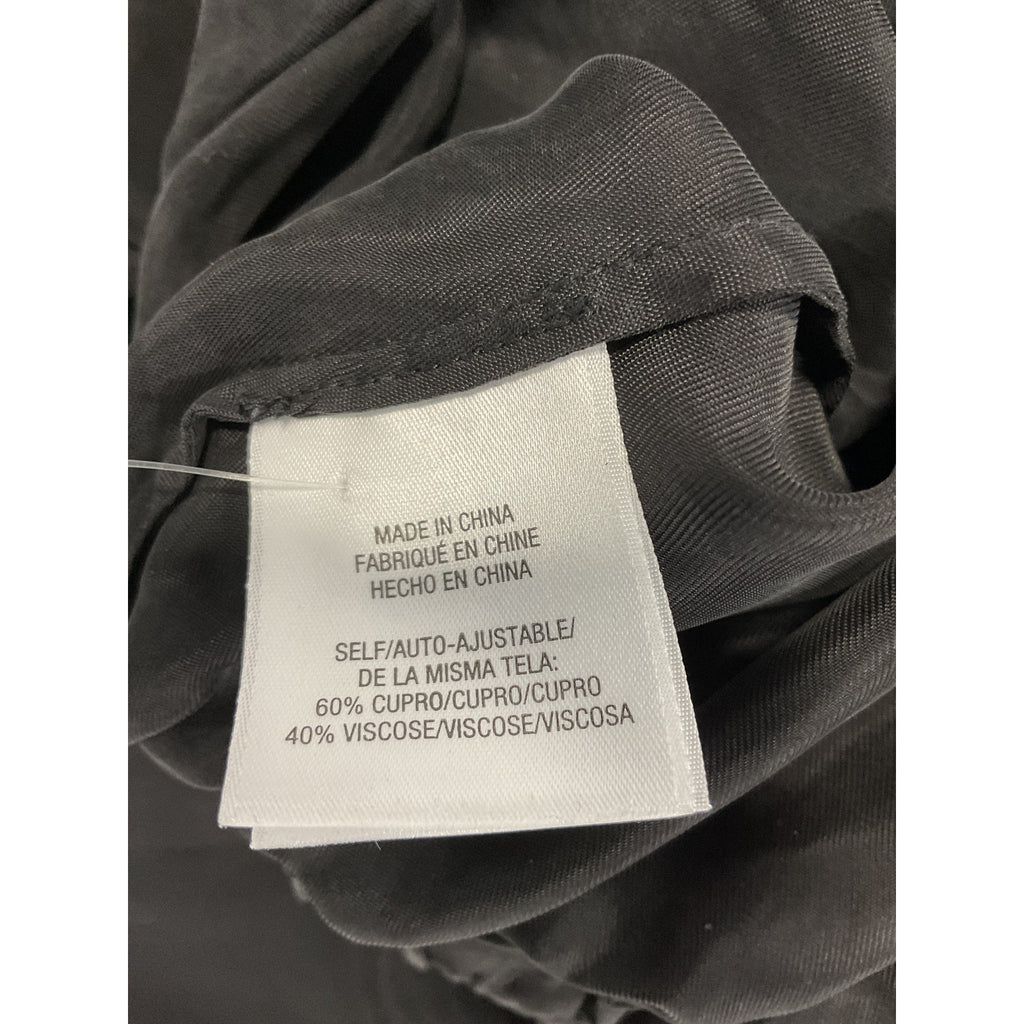 MADE IN CHINA
FABRIQUÉ EN CHINE
HECHO EN CHINA
SELF/AUTO-AJUSTABLE/
DE LA MISMA TELA:
60% CUPRO/CUPRO/CUPRO
40% VISCOSE/VISCOSE/VISCOSA